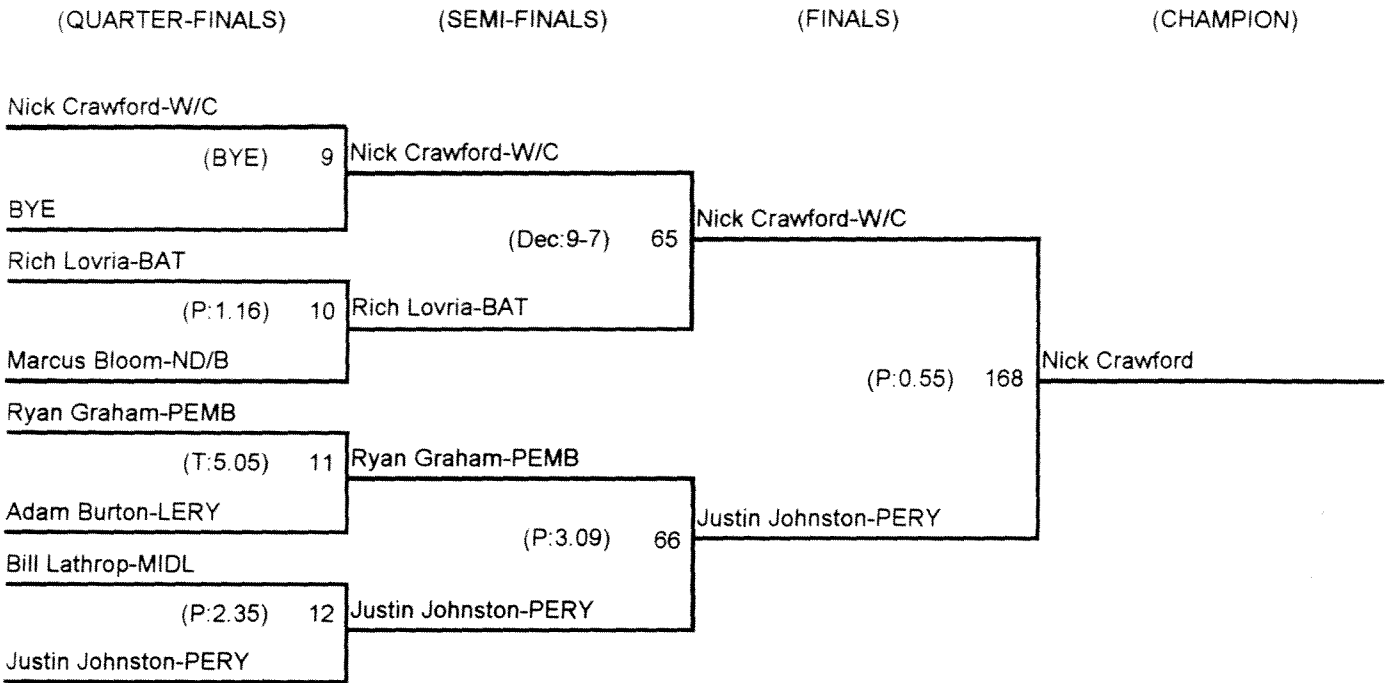 (QUARTER-FINALS) (SEMI-FINALS) (FINALS) (CHAMPION)
Nick Crawford-W/C
(BYE) 9
BYE
Rich Lovria-BAT
(P:1.16) 10
Marcus Bloom-ND/B
Ryan Graham-PEMB
(T:5.05) 11
Adam Burton-LERY
Bill Lathrop-MIDL
(P:2.35) 12
Justin Johnston-PERY
Nick Crawford-W/C
(Dec:9-7) 65
Rich Lovria-BAT
Ryan Graham-PEMB
(P:3.09) 66
Justin Johnston-PERY
Nick Crawford-W/C
(P:0.55) 168
Justin Johnston-PERY
Nick Crawford